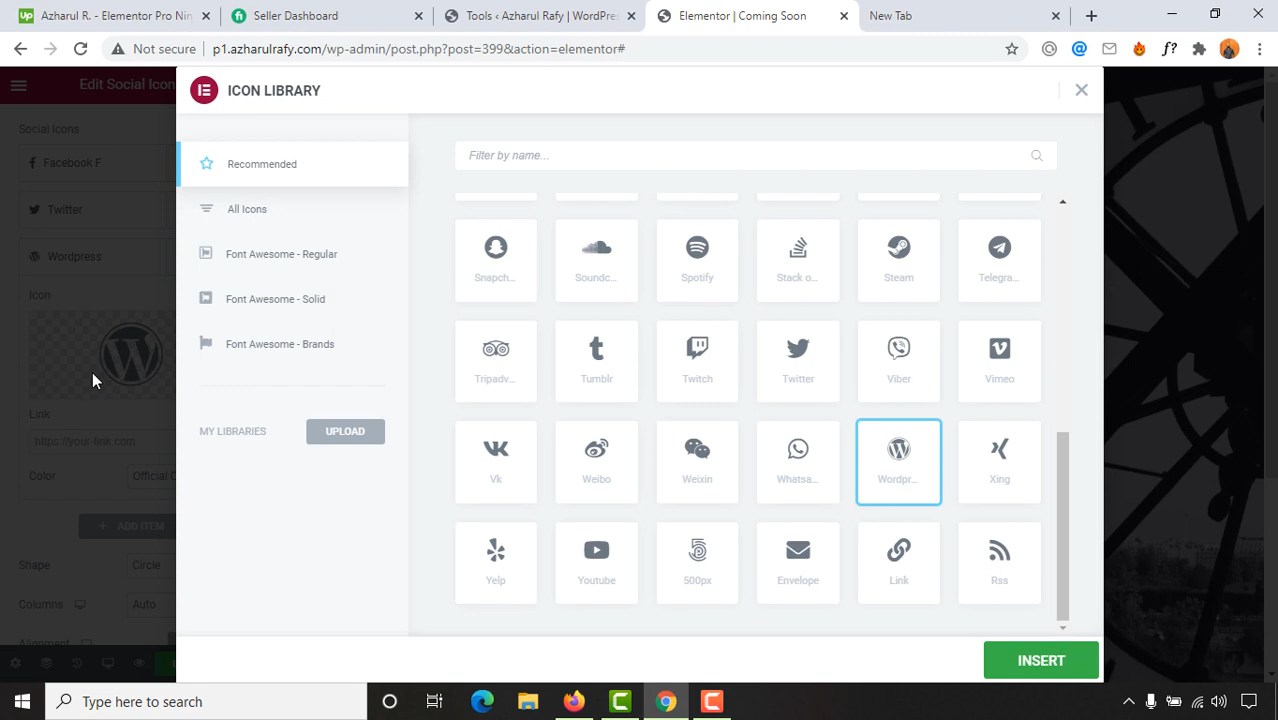 Azharul R. - Elementor Pro Nin
Seller Dashboard
Tools ‹ Azharul Rafy | WordPres
Elementor | Coming Soon
New Tab
Not secure
p1.azharulrafy.com/wp-admin/post.php?post=399&action=elementor#
Edit Social Icon
ICON LIBRARY
Social Icons
Facebook F
Twitter
Wordpress
Icon
Link
https://your-link.com
Color
Official C
ADD ITEM
Shape
Circle
Columns
Auto
Alignment
Recommended
All Icons
Font Awesome - Regular
Font Awesome - Solid
Font Awesome - Brands
MY LIBRARIES
UPLOAD
Filter by name...
Snapch...
Soundc...
Spotify
Stack o...
Steam
Telegra...
Tripadv...
Tumblr
Twitch
Twitter
Viber
Vimeo
Vk
Weibo
Weixin
Whatsa...
Wordpr...
Xing
Yelp
Youtube
500px
Envelope
Link
Rss
INSERT
Type here to search